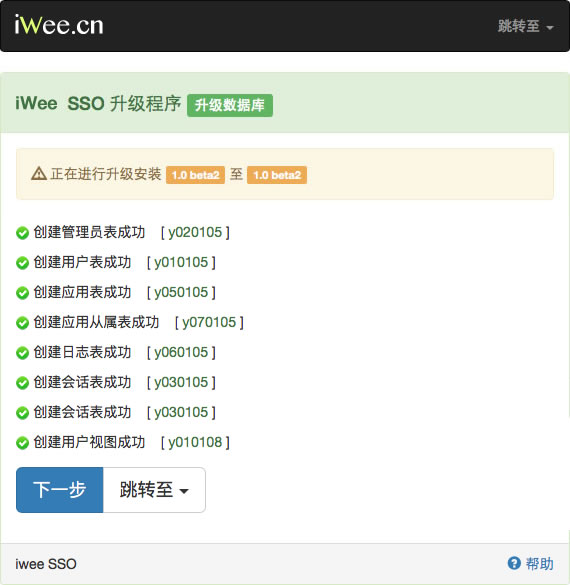 iWee.cn 跳转至
iWee SSO 升级程序 升级数据库
正在进行升级安装 1.0 beta2 至 1.0 beta2
创建管理员表成功 [ y020105 ]
创建用户表成功 [ y010105 ]
创建应用表成功 [ y050105 ]
创建应用从属表成功 [ y070105 ]
创建日志表成功 [ y060105 ]
创建会话表成功 [ y030105 ]
创建会话表成功 [ y030105 ]
创建用户视图成功 [ y010108 ]
下一步 跳转至
iwee SSO 帮助